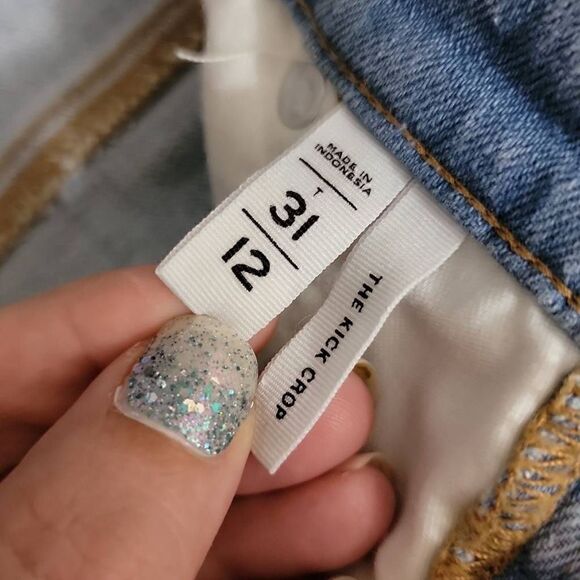 MADE IN
INDONESIA
T
31
12
THE KICK CROP